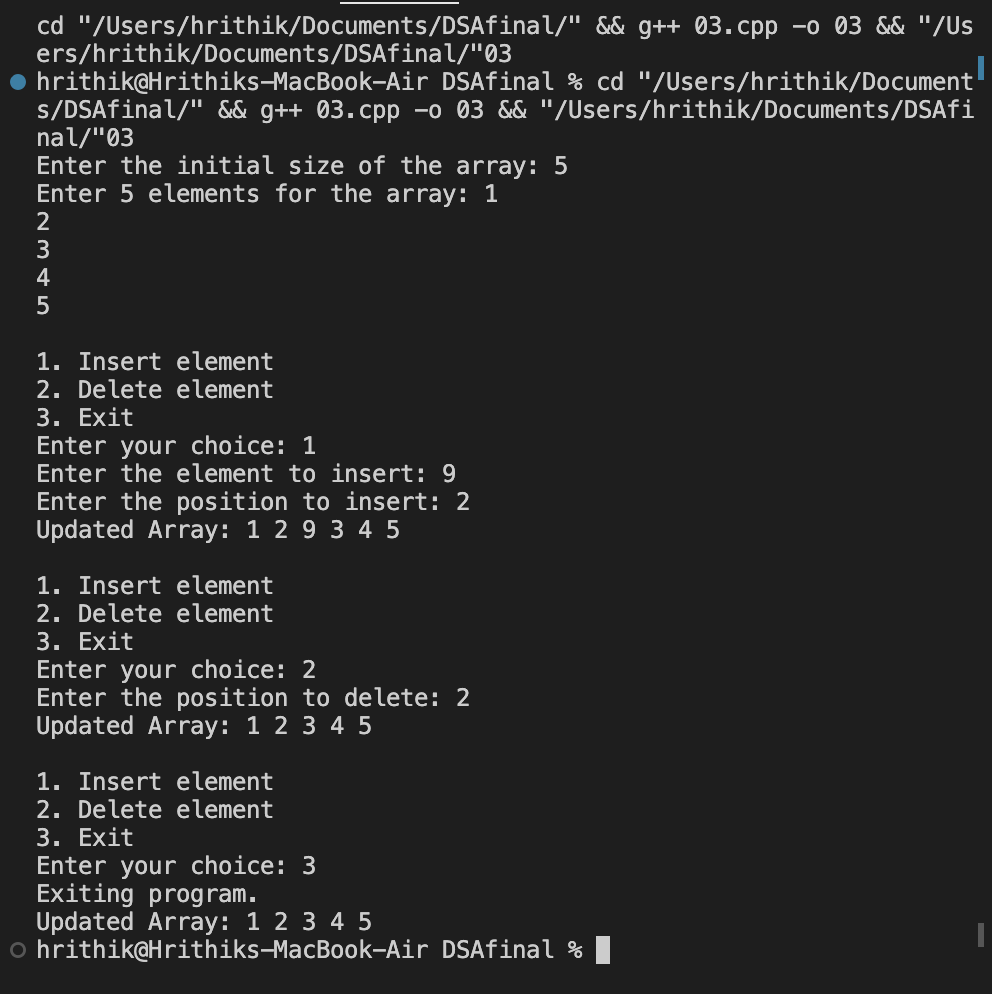 cd "/Users/hrithik/Documents/DSAfinal/" && g++ 03.cpp -o 03 && "/Us
ers/hrithik/Documents/DSAfinal/"03
hrithik@Hrithiks-MacBook-Air DSAfinal % cd "/Users/hrithik/Document
s/DSAfinal/" && g++ 03.cpp -o 03 && "/Users/hrithik/Documents/DSAfi
nal/"03
Enter the initial size of the array: 5
Enter 5 elements for the array: 1
2
3
4
5

1. Insert element
2. Delete element
3. Exit
Enter your choice: 1
Enter the element to insert: 9
Enter the position to insert: 2
Updated Array: 1 2 9 3 4 5

1. Insert element
2. Delete element
3. Exit
Enter your choice: 2
Enter the position to delete: 2
Updated Array: 1 2 3 4 5

1. Insert element
2. Delete element
3. Exit
Enter your choice: 3
Exiting program.
Updated Array: 1 2 3 4 5
hrithik@Hrithiks-MacBook-Air DSAfinal %